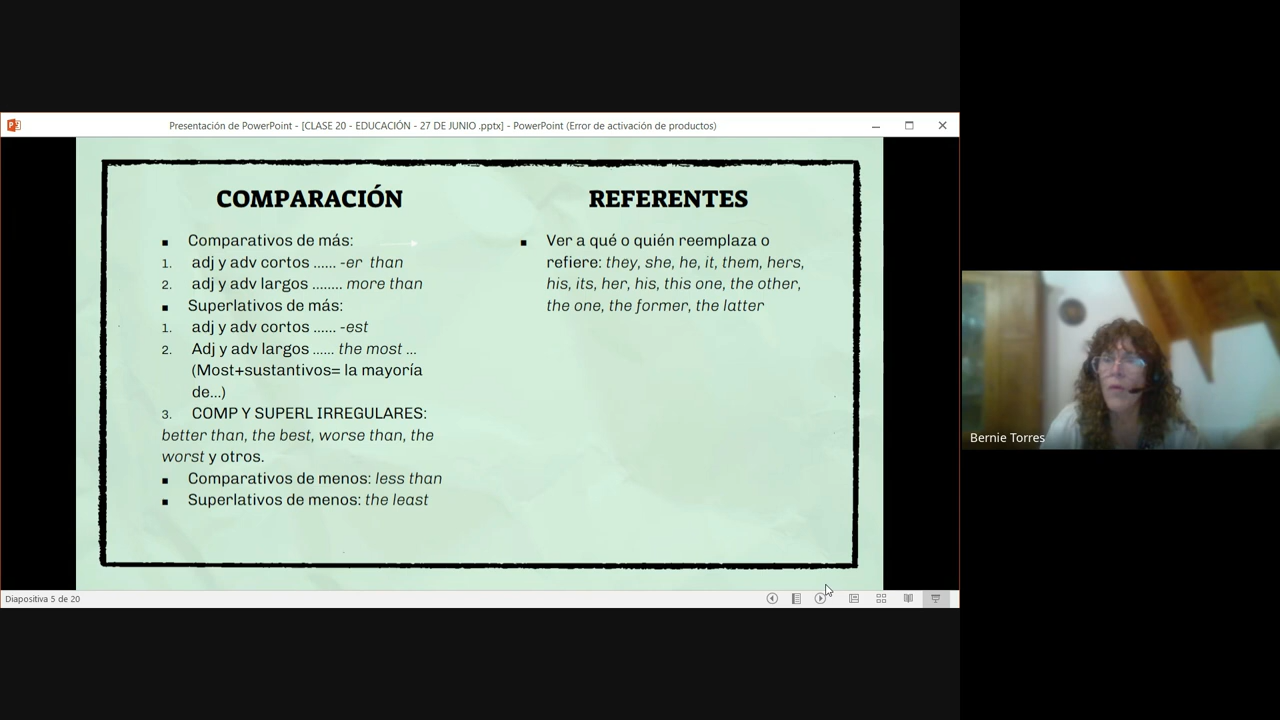 Presentación de PowerPoint - [CLASE 20 - EDUCACIÓN - 27 DE JUNIO .pptx] - PowerPoint (Error de activación de productos)
COMPARACIÓN
▪ Comparativos de más:
1. adj y adv cortos ...... -er than
2. adj y adv largos ........ more than
▪ Superlativos de más:
1. adj y adv cortos ...... -est
2. Adj y adv largos ...... the most ...
(Most+sustantivos= la mayoría
de...)
3. COMP Y SUPERL IRREGULARES:
better than, the best, worse than, the
worst y otros.
▪ Comparativos de menos: less than
▪ Superlativos de menos: the least
REFERENTES
▪ Ver a qué o quién reemplaza o
refiere: they, she, he, it, them, hers,
his, its, her, his, this one, the other,
the one, the former, the latter
Bernie Torres
Diapositiva 5 de 20